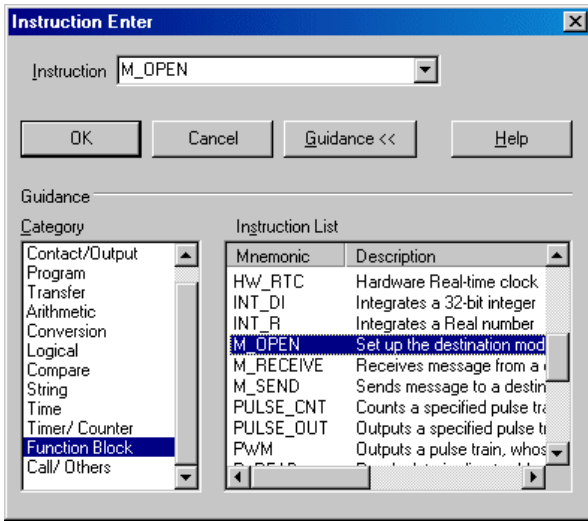 Instruction Enter
Instruction M_OPEN
OK Cancel Guidance << Help
Guidance
Category
Contact/Output
Program
Transfer
Arithmetic
Conversion
Logical
Compare
String
Time
Timer/ Counter
Function Block
Call/ Others
Instruction List
Mnemonic Description
HW_RTC Hardware Real-time clock
INT_DI Integrates a 32-bit integer
INT_R Integrates a Real number
M_OPEN Set up the destination mod
M_RECEIVE Receives message from a
M_SEND Sends message to a destin
PULSE_CNT Counts a specified pulse tra
PULSE_OUT Outputs a specified pulse t
PWM Outputs a pulse train, whos